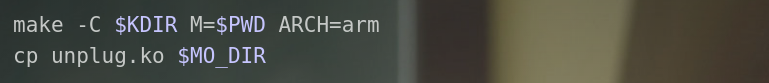 make -C $KDIR M=$PWD ARCH=arm
cp unplug.ko $MO_DIR